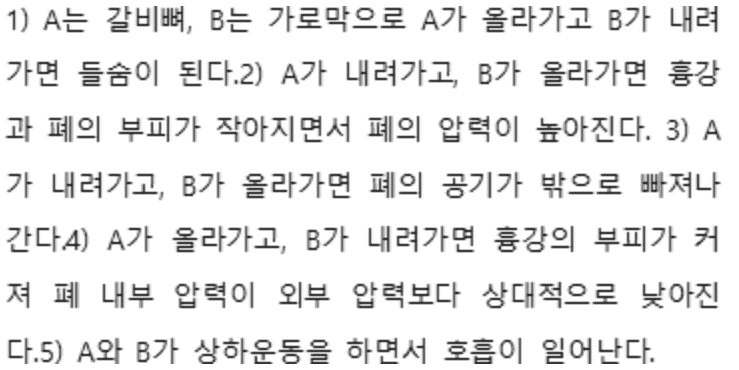 1) A는 갈비뼈, B는 가로막으로 A가 올라가고 B가 내려
가면 들숨이 된다.2) A가 내려가고, B가 올라가면 흉강
과 폐의 부피가 작아지면서 폐의 압력이 높아진다. 3) A
가 내려가고, B가 올라가면 폐의 공기가 밖으로 빠져나
간다.4) A가 올라가고, B가 내려가면 흉강의 부피가 커
져 폐 내부 압력이 외부 압력보다 상대적으로 낮아진
다.5) A와 B가 상하운동을 하면서 호흡이 일어난다.